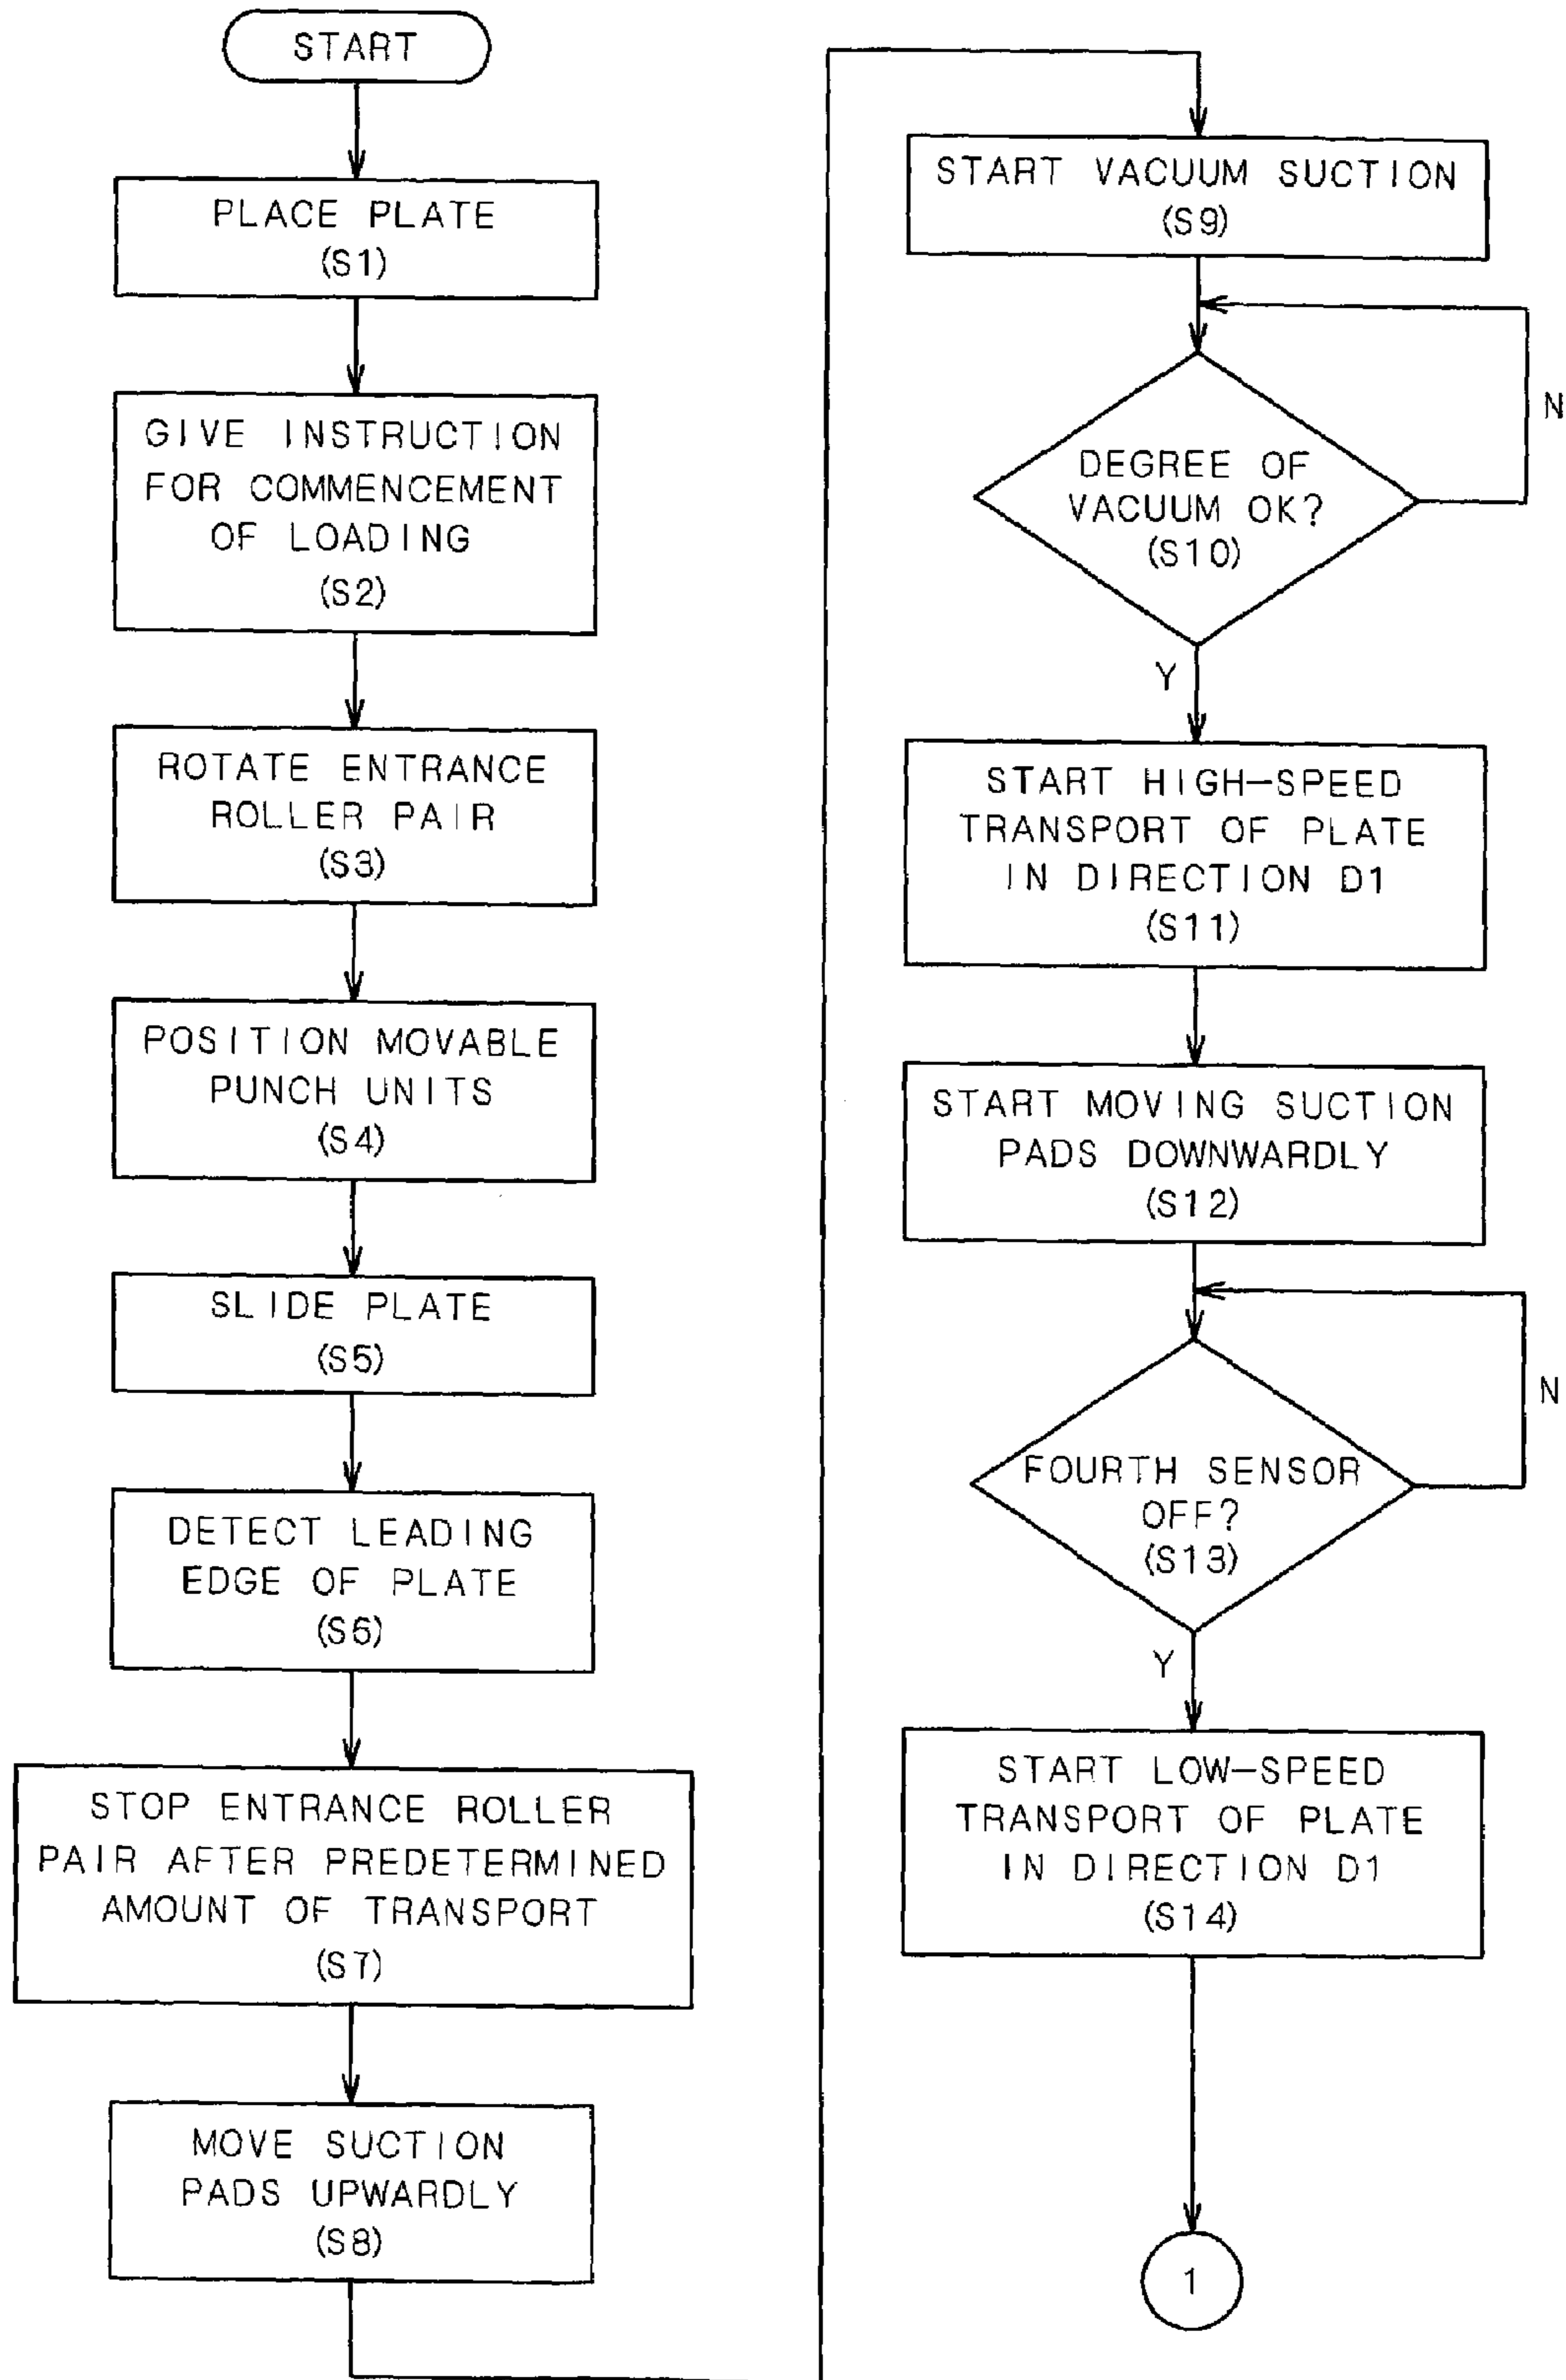 START
PLACE PLATE
(S1)
GIVE INSTRUCTION
FOR COMMENCEMENT
OF LOADING
(S2)
ROTATE ENTRANCE
ROLLER PAIR
(S3)
POSITION MOVABLE
PUNCH UNITS
(S4)
SLIDE PLATE
(S5)
DETECT LEADING
EDGE OF PLATE
(S6)
STOP ENTRANCE ROLLER
PAIR AFTER PREDETERMINED
AMOUNT OF TRANSPORT
(S7)
MOVE SUCTION
PADS UPWARDLY
(S8)
START VACUUM SUCTION
(S9)
DEGREE OF
VACUUM OK?
(S10)
N
Y
START HIGH-SPEED
TRANSPORT OF PLATE
IN DIRECTION D1
(S11)
START MOVING SUCTION
PADS DOWNWARDLY
(S12)
FOURTH SENSOR
OFF?
(S13)
N
Y
START LOW-SPEED
TRANSPORT OF PLATE
IN DIRECTION D1
(S14)
1